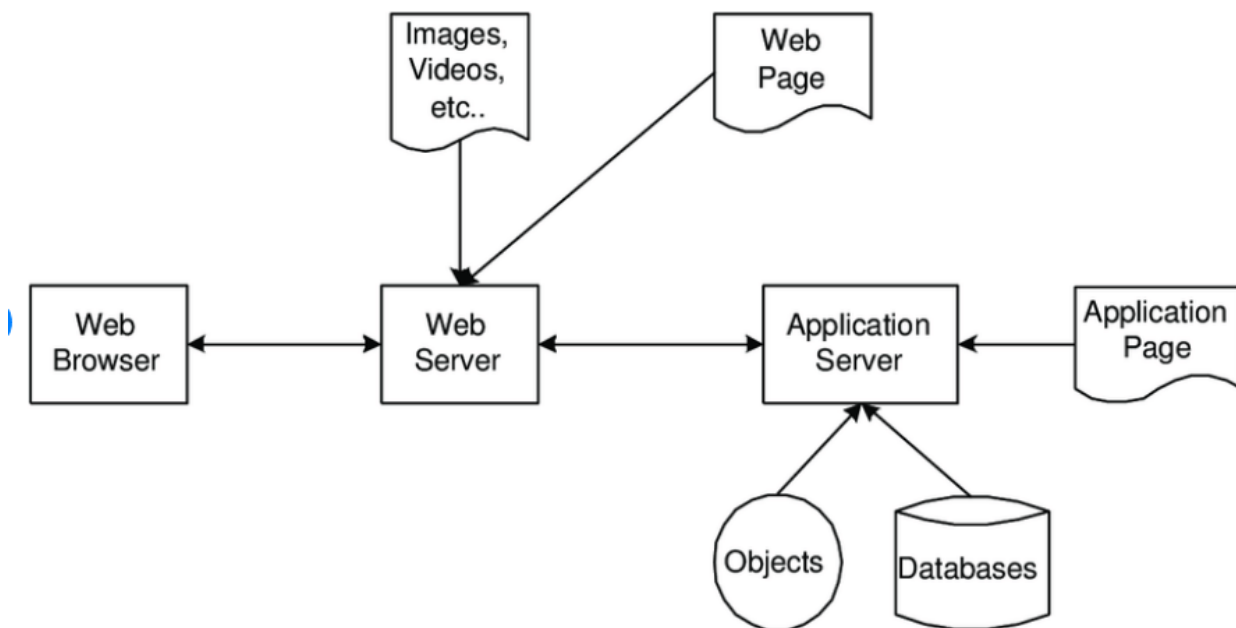 Images,
Videos,
etc..
Web
Page
Web
Browser
Web
Server
Application
Server
Application
Page
Objects
Databases